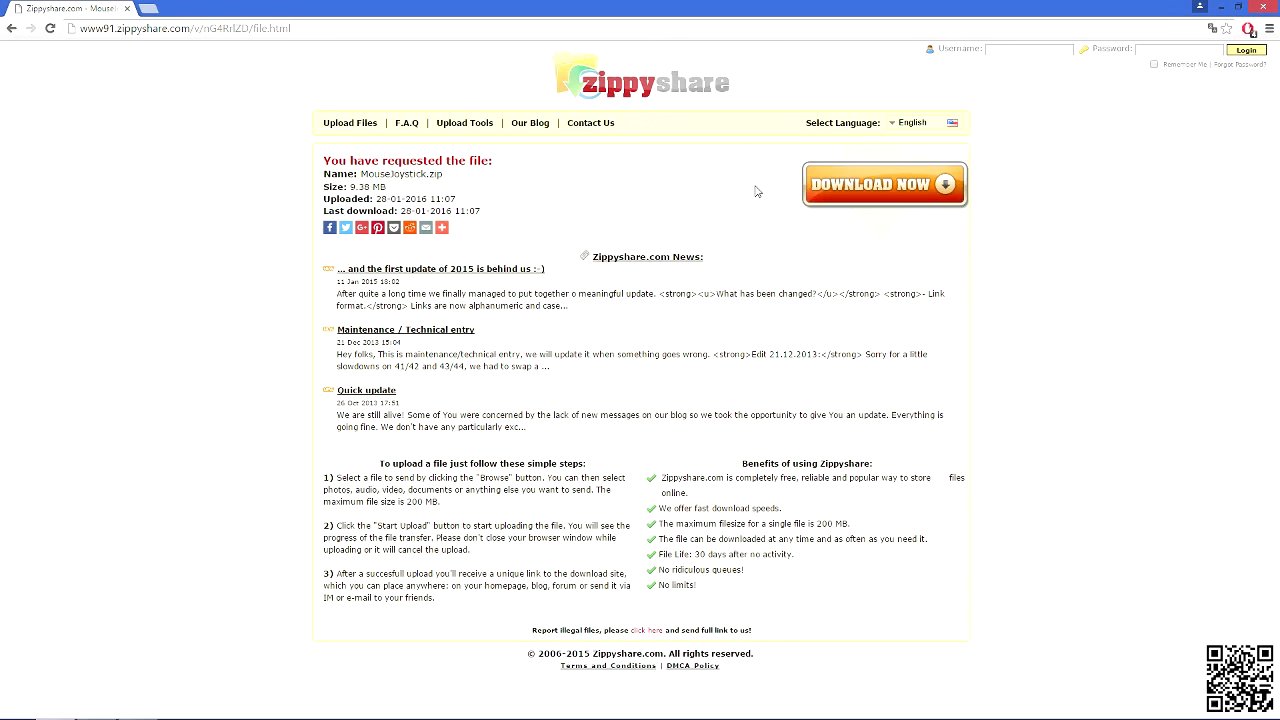 Zippyshare.com - MouseJ
www91.zippyshare.com/v/nG4RrlZD/file.html
Username:
Password:
Login
Remember Me | Forgot Password?
zippyshare
Upload Files | F.A.Q | Upload Tools | Our Blog | Contact Us
Select Language: English
You have requested the file:
Name: MouseJoystick.zip
Size: 9.38 MB
Uploaded: 28-01-2016 11:07
Last download: 28-01-2016 11:07
DOWNLOAD NOW
Zippyshare.com News:
... and the first update of 2015 is behind us :-)
11 Jan 2015 18:02
After quite a long time we finally managed to put together o meaningful update. <strong><u>What has been changed?</u></strong> <strong>- Link
format.</strong> Links are now alphanumeric and case...
Maintenance / Technical entry
21 Dec 2013 15:04
Hey folks, This is maintenance/technical entry, we will update it when something goes wrong. <strong>Edit 21.12.2013:</strong> Sorry for a little
slowdowns on 41/42 and 43/44, we had to swap a ...
Quick update
26 Oct 2013 17:51
We are still alive! Some of You were concerned by the lack of new messages on our blog so we took the opportunity to give You an update. Everything is
going fine. We don't have any particularly exc...
To upload a file just follow these simple steps:
1) Select a file to send by clicking the "Browse" button. You can then select
photos, audio, video, documents or anything else you want to send. The
maximum file size is 200 MB.
2) Click the "Start Upload" button to start uploading the file. You will see the
progress of the file transfer. Please don't close your browser window while
uploading or it will cancel the upload.
3) After a succesfull upload you'll receive a unique link to the download site,
which you can place anywhere: on your homepage, blog, forum or send it via
IM or e-mail to your friends.
Benefits of using Zippyshare:
Zippyshare.com is completely free, reliable and popular way to store files
online.
We offer fast download speeds.
The maximum filesize for a single file is 200 MB.
The file can be downloaded at any time and as often as you need it.
File Life: 30 days after no activity.
No ridiculous queues!
No limits!
Report illegal files, please click here and send full link to us!
© 2006-2015 Zippyshare.com. All rights reserved.
Terms and Conditions | DMCA Policy